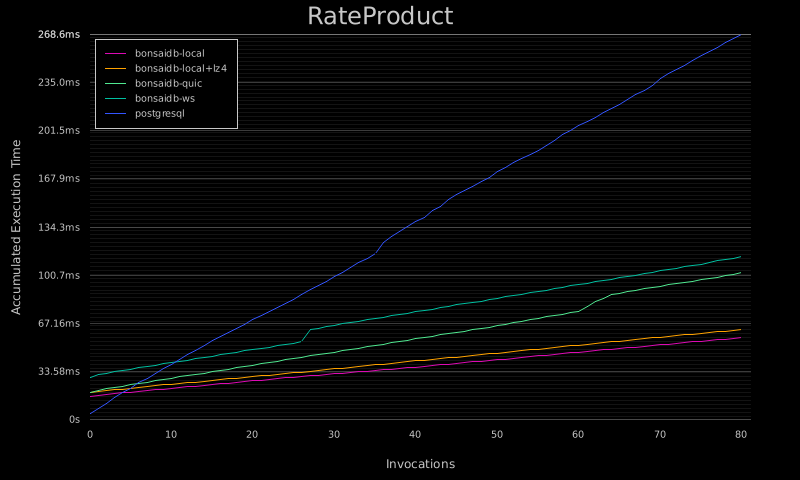 RateProduct
268.6ms
235.0ms
201.5ms
167.9ms
134.3ms
100.7ms
67.16ms
33.58ms
0s
Accumulated Execution Time
bonsaidb-local
bonsaidb-local+lz4
bonsaidb-quic
bonsaidb-ws
postgresql
0 10 20 30 40 50 60 70 80
Invocations